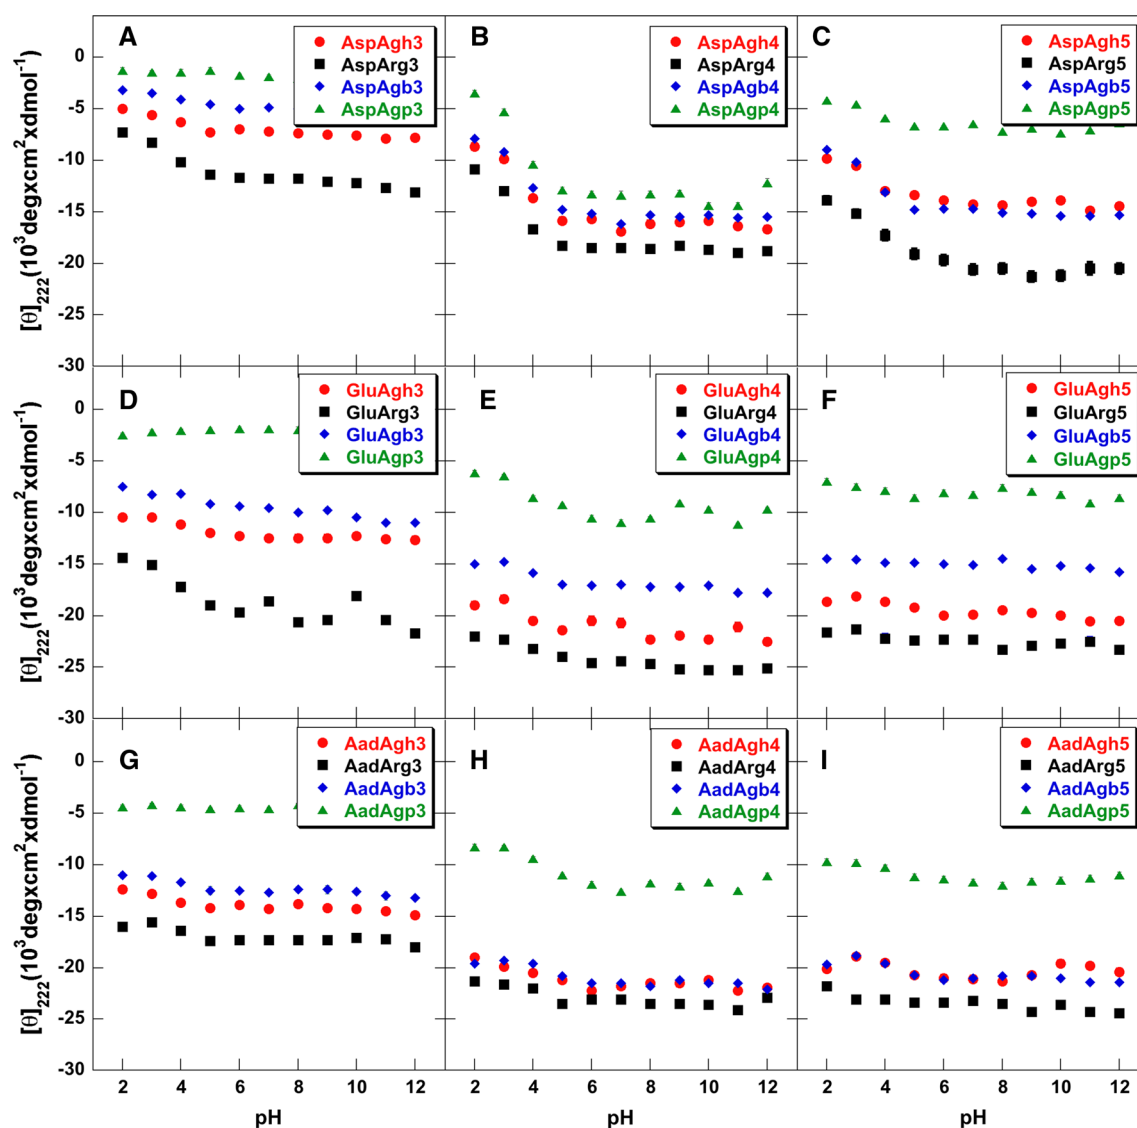 A
AspAgh3
AspArg3
AspAgb3
AspAgp3
B
AspAgh4
AspArg4
AspAgb4
AspAgp4
C
AspAgh5
AspArg5
AspAgb5
AspAgp5
0
-5
-10
-15
-20
-25
-30
[θ]222(10³degxcm²xdmol⁻¹)
D
GluAgh3
GluArg3
GluAgb3
GluAgp3
E
GluAgh4
GluArg4
GluAgb4
GluAgp4
F
GluAgh5
GluArg5
GluAgb5
GluAgp5
0
-5
-10
-15
-20
-25
-30
[θ]222(10³degxcm²xdmol⁻¹)
G
AadAgh3
AadArg3
AadAgb3
AadAgp3
H
AadAgh4
AadArg4
AadAgb4
AadAgp4
I
AadAgh5
AadArg5
AadAgb5
AadAgp5
0
-5
-10
-15
-20
-25
-30
[θ]222(10³degxcm²xdmol⁻¹)
2 4 6 8 10 12
2 4 6 8 10 12
2 4 6 8 10 12
pH
pH
pH